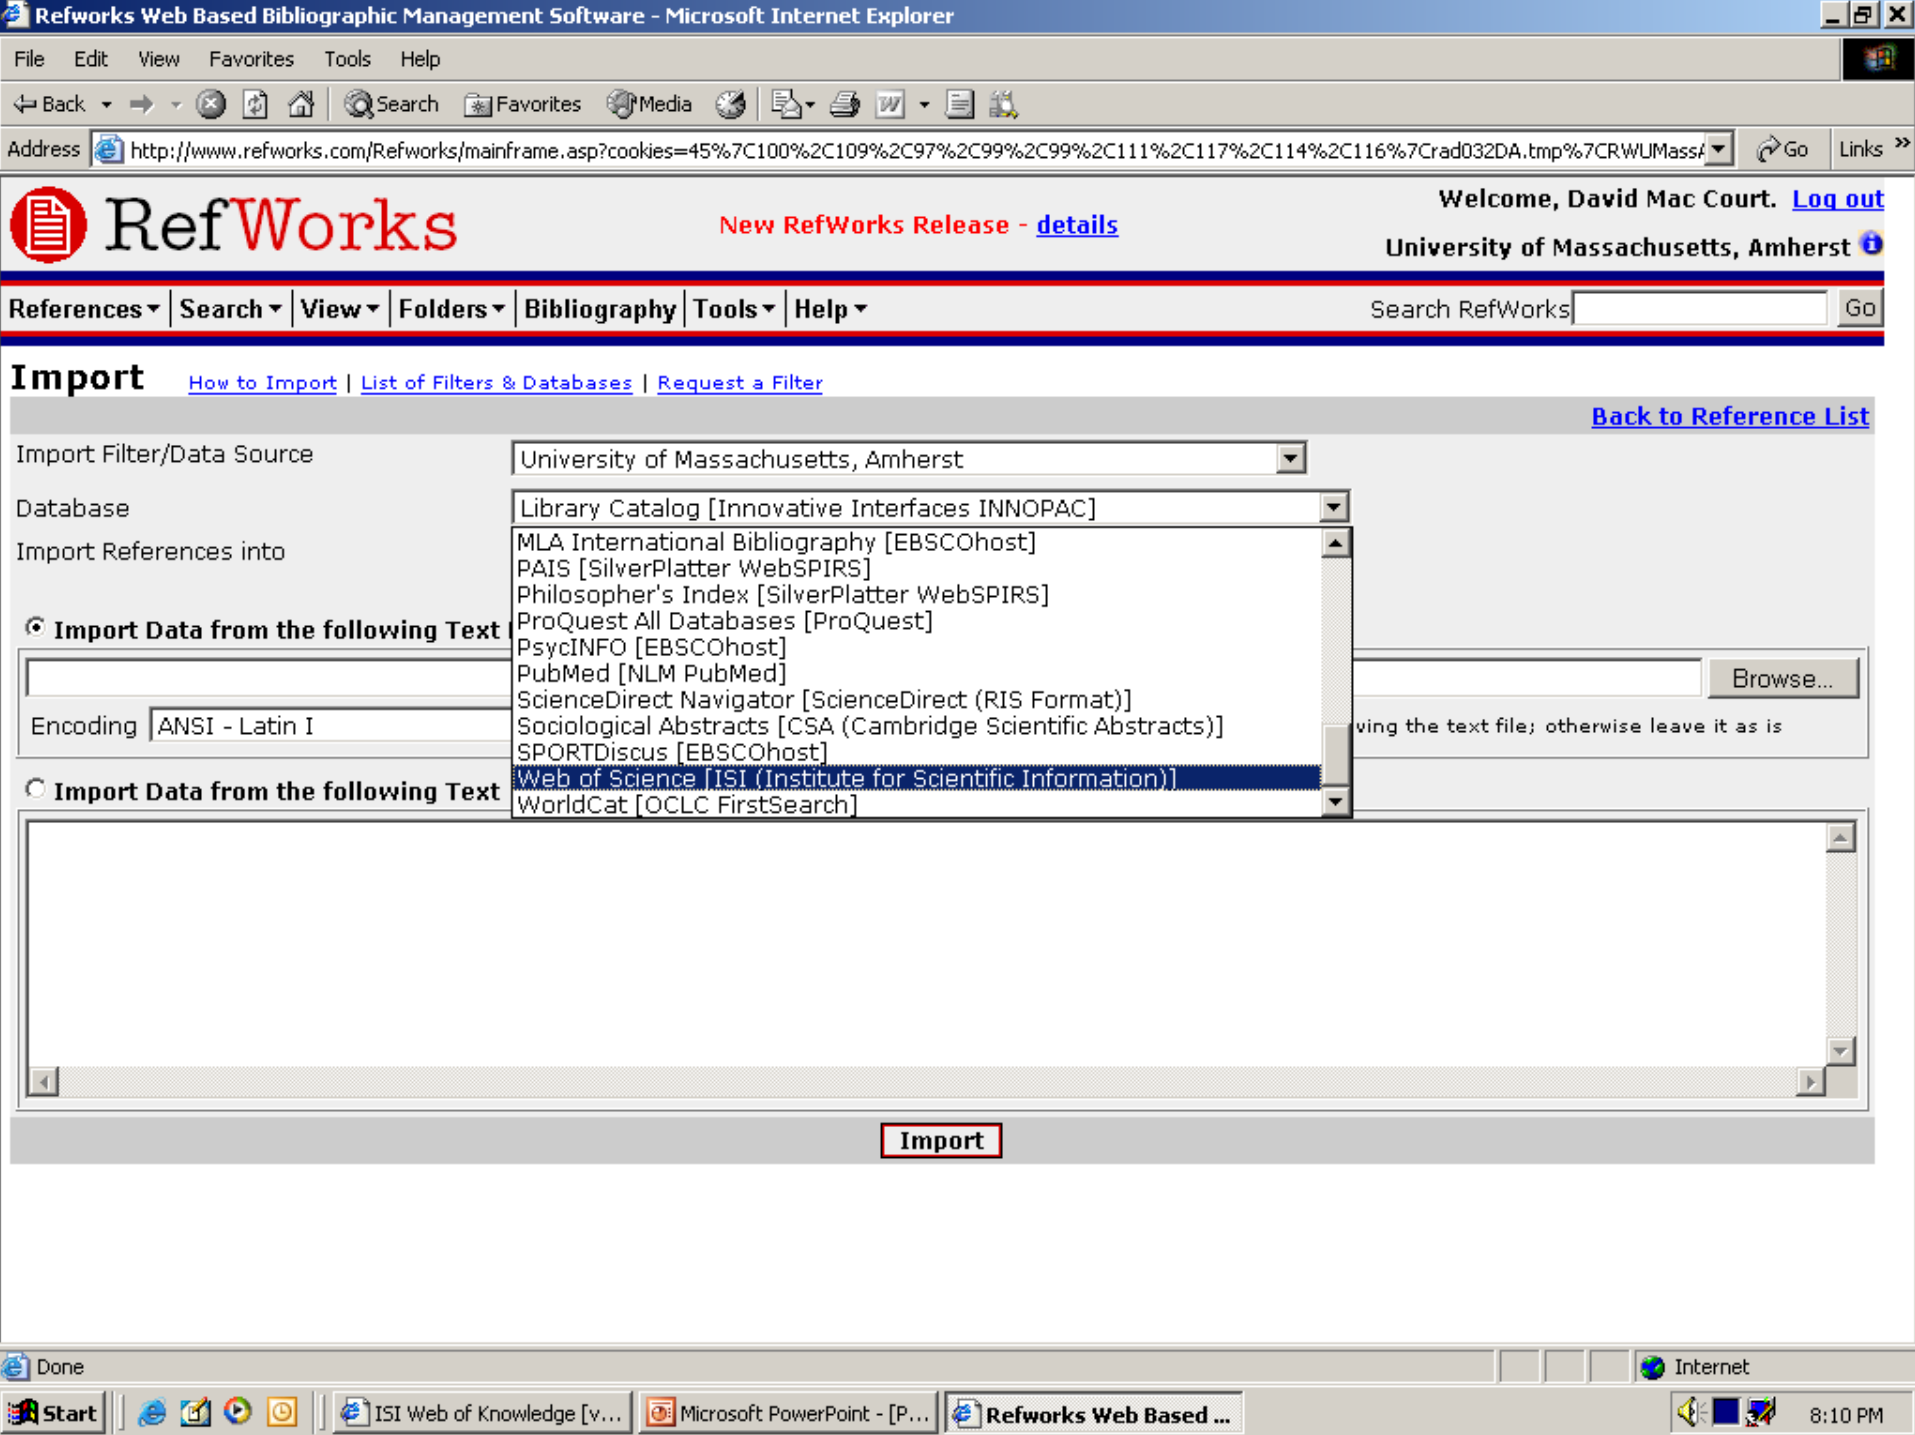 Refworks Web Based Bibliographic Management Software - Microsoft Internet Explorer
File Edit View Favorites Tools Help
Back Search Favorites Media
Address http://www.refworks.com/Refworks/mainframe.asp?cookies=45%7C100%2C109%2C97%2C99%2C99%2C111%2C117%2C114%2C116%7Crad032DA.tmp%7CRWUMass Go Links »
RefWorks New RefWorks Release - details Welcome, David Mac Court. Log out
University of Massachusetts, Amherst
References Search View Folders Bibliography Tools Help Search RefWorks Go
Import How to Import | List of Filters & Databases | Request a Filter
Back to Reference List
Import Filter/Data Source University of Massachusetts, Amherst
Database Library Catalog [Innovative Interfaces INNOPAC]
Import References into
MLA International Bibliography [EBSCOhost]
PAIS [SilverPlatter WebSPIRS]
Philosopher's Index [SilverPlatter WebSPIRS]
ProQuest All Databases [ProQuest]
PsycINFO [EBSCOhost]
PubMed [NLM PubMed]
ScienceDirect Navigator [ScienceDirect (RIS Format)]
Sociological Abstracts [CSA (Cambridge Scientific Abstracts)]
SPORTDiscus [EBSCOhost]
Web of Science [ISI (Institute for Scientific Information)]
WorldCat [OCLC FirstSearch]
Import Data from the following Text
Browse...
Encoding ANSI - Latin I ving the text file; otherwise leave it as is
Import Data from the following Text
Import
Done Internet
Start ISI Web of Knowledge [v... Microsoft PowerPoint - [P... Refworks Web Based ... 8:10 PM